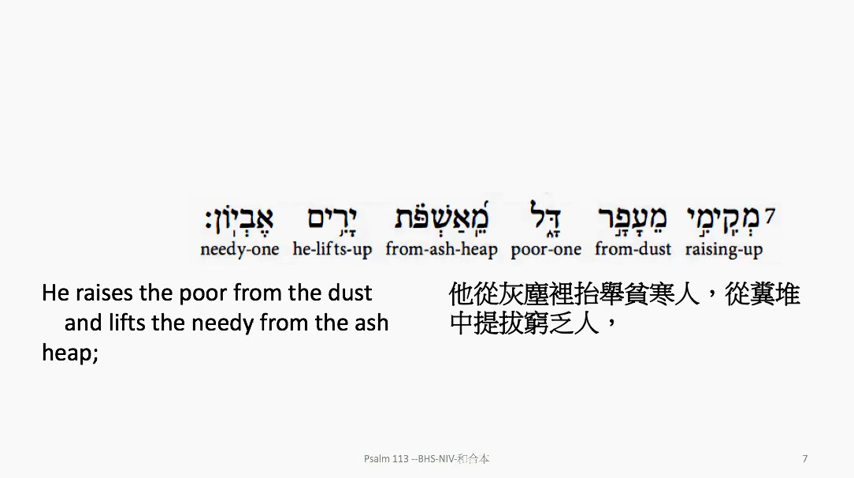 7 מְקִֽימִ֣י מֵעָפָ֣ר דָּ֑ל מֵֽ֝אַשְׁפֹּ֗ת יָרִ֥ים אֶבְיֽוֹן׃
needy-one he-lifts-up from-ash-heap poor-one from-dust raising-up
He raises the poor from the dust
and lifts the needy from the ash
heap;
他從灰塵裡抬舉貧寒人，從糞堆
中提拔窮乏人，
Psalm 113 --BHS-NIV-和合本
7